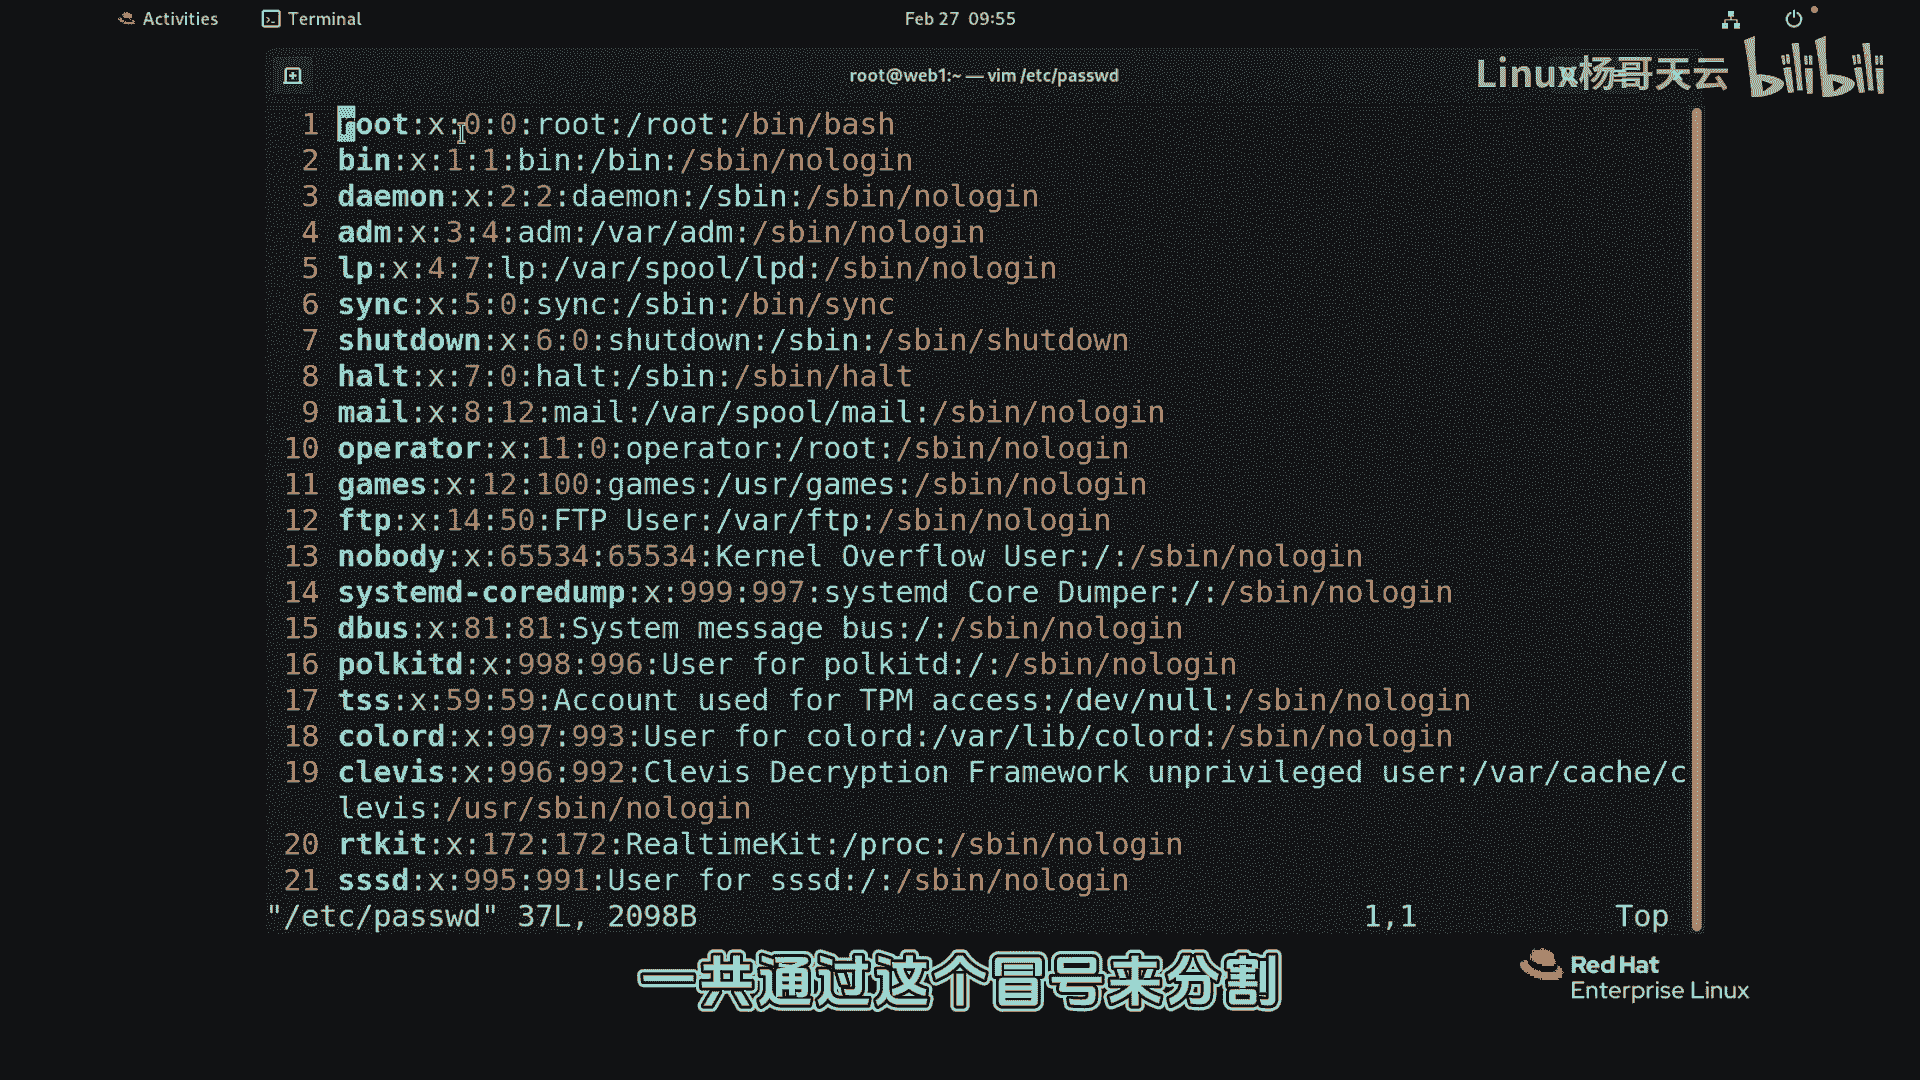 Activities Terminal Feb 27 09:55
root@web1:~ — vim /etc/passwd
Linux杨哥天云 bilibili
1 root:x:0:0:root:/root:/bin/bash
2 bin:x:1:1:bin:/bin:/sbin/nologin
3 daemon:x:2:2:daemon:/sbin:/sbin/nologin
4 adm:x:3:4:adm:/var/adm:/sbin/nologin
5 lp:x:4:7:lp:/var/spool/lpd:/sbin/nologin
6 sync:x:5:0:sync:/sbin:/bin/sync
7 shutdown:x:6:0:shutdown:/sbin:/sbin/shutdown
8 halt:x:7:0:halt:/sbin:/sbin/halt
9 mail:x:8:12:mail:/var/spool/mail:/sbin/nologin
10 operator:x:11:0:operator:/root:/sbin/nologin
11 games:x:12:100:games:/usr/games:/sbin/nologin
12 ftp:x:14:50:FTP User:/var/ftp:/sbin/nologin
13 nobody:x:65534:65534:Kernel Overflow User:/:/sbin/nologin
14 systemd-coredump:x:999:997:systemd Core Dumper:/:/sbin/nologin
15 dbus:x:81:81:System message bus:/:/sbin/nologin
16 polkitd:x:998:996:User for polkitd:/:/sbin/nologin
17 tss:x:59:59:Account used for TPM access:/dev/null:/sbin/nologin
18 colord:x:997:993:User for colord:/var/lib/colord:/sbin/nologin
19 clevis:x:996:992:Clevis Decryption Framework unprivileged user:/var/cache/c
levis:/usr/sbin/nologin
20 rtkit:x:172:172:RealtimeKit:/proc:/sbin/nologin
21 sssd:x:995:991:User for sssd:/:/sbin/nologin
"/etc/passwd" 37L, 2098B 1,1 Top
一共通过这个冒号来分割
Red Hat
Enterprise Linux